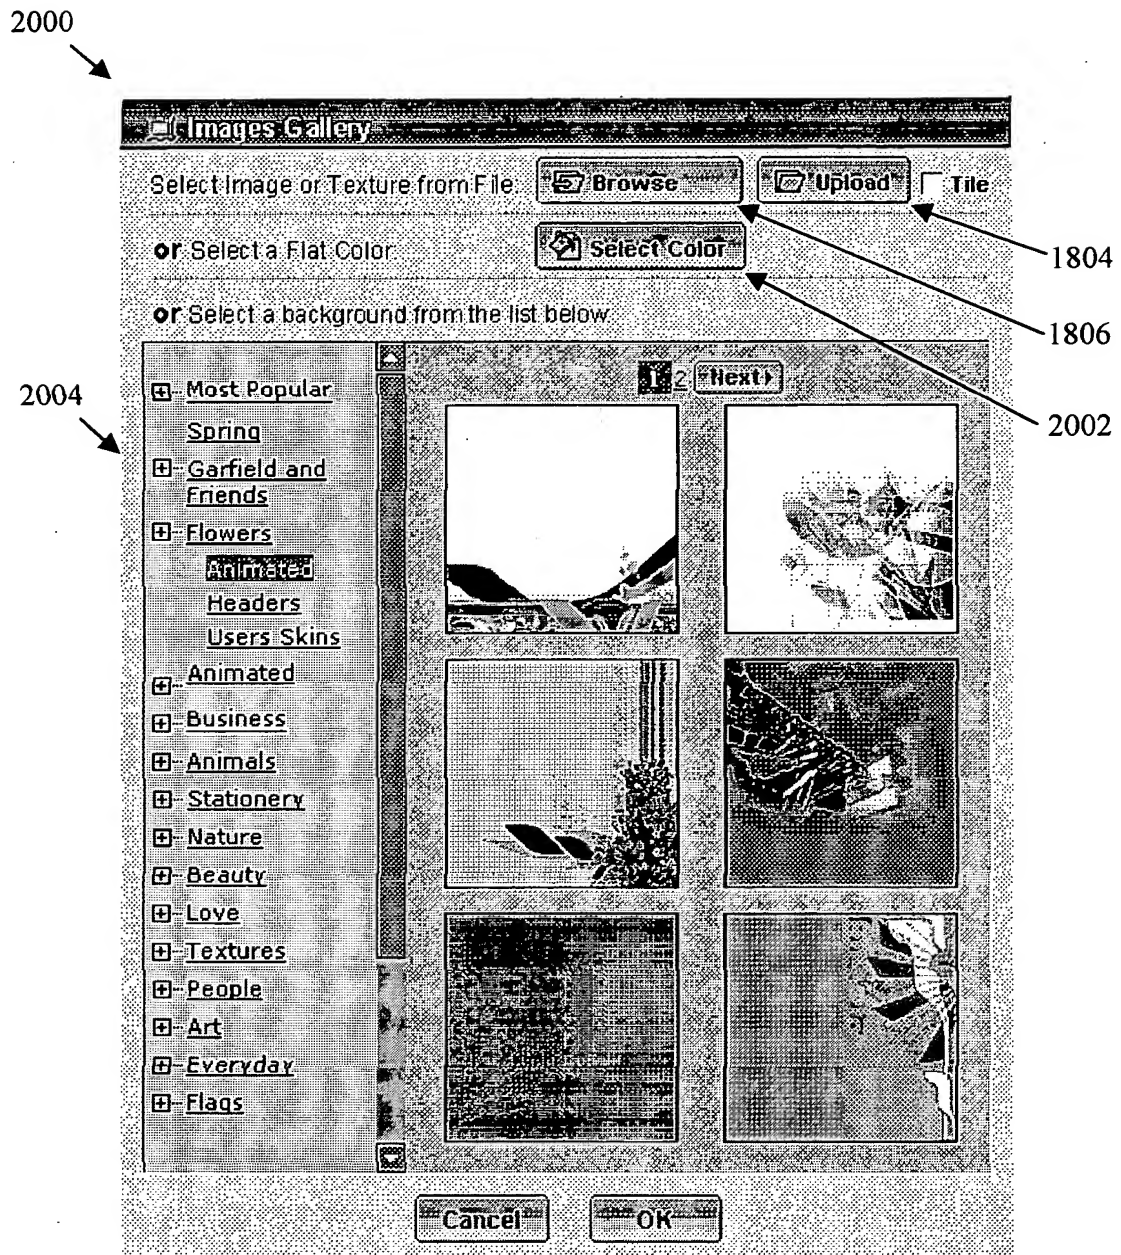 2000
Images Gallery
Select Image or Texture from File: Browse Upload Tile
or Select a Flat Color Select Color
1804
or Select a background from the list below:
1806
1 2 Next
2004
2002
Most Popular
Spring
Garfield and
Friends
Flowers
Animated
Headers
Users Skins
Animated
Business
Animals
Stationery
Nature
Beauty
Love
Textures
People
Art
Everyday
Flags
Cancel OK